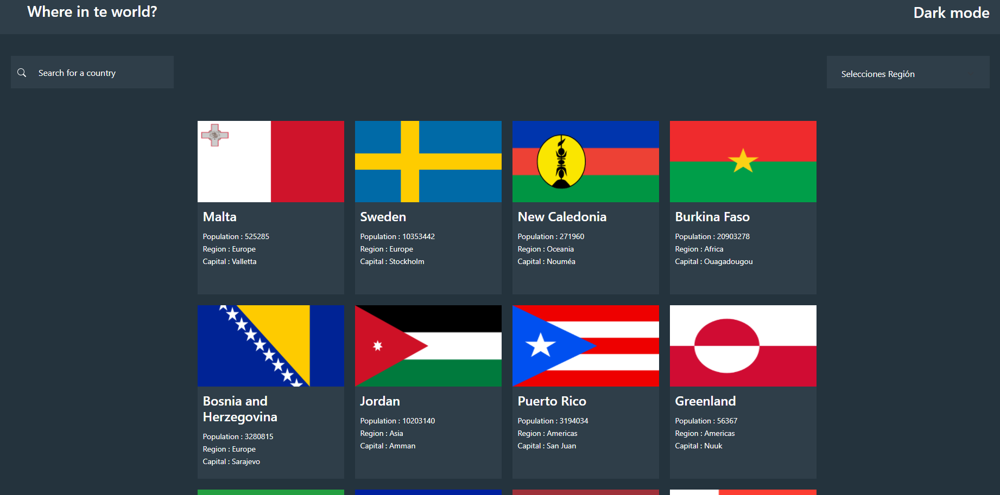 Where in te world?
Dark mode
Search for a country
Selecciones Región
Malta
Population : 525285
Region : Europe
Capital : Valletta
Sweden
Population : 10353442
Region : Europe
Capital : Stockholm
New Caledonia
Population : 271960
Region : Oceania
Capital : Nouméa
Burkina Faso
Population : 20903278
Region : Africa
Capital : Ouagadougou
Bosnia and
Herzegovina
Population : 3280815
Region : Europe
Capital : Sarajevo
Jordan
Population : 10203140
Region : Asia
Capital : Amman
Puerto Rico
Population : 3194034
Region : Americas
Capital : San Juan
Greenland
Population : 56367
Region : Americas
Capital : Nuuk